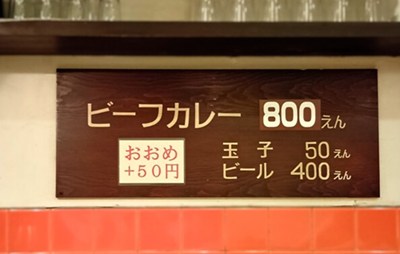 ビーフカレー 800えん
おおめ
+50円
玉子 50えん
ビール 400えん